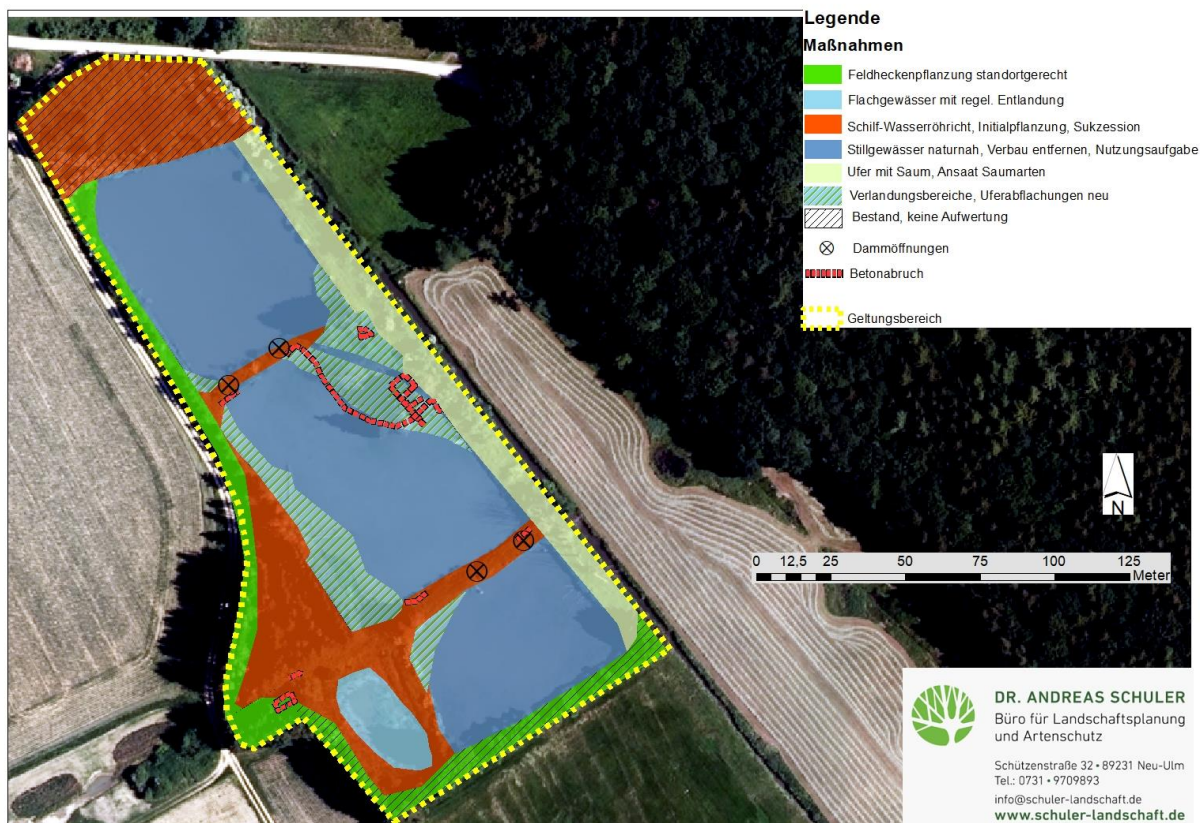 Legende
Maßnahmen
Feldheckenpflanzung standortgerecht
Flachgewässer mit regel. Entlandung
Schilf-Wasserröhricht, Initialpflanzung, Sukzession
Stillgewässer naturnah, Verbau entfernen, Nutzungsaufgabe
Ufer mit Saum, Ansaat Saumarten
Verlandungsbereiche, Uferabflachungen neu
Bestand, keine Aufwertung
Dammöffnungen
Betonabruch
Geltungsbereich
N
0 12,5 25 50 75 100 125
Meter
DR. ANDREAS SCHULER
Büro für Landschaftsplanung
und Artenschutz
Schützenstraße 32 • 89231 Neu-Ulm
Tel.: 0731 • 9709893
info@schuler-landschaft.de
www.schuler-landschaft.de